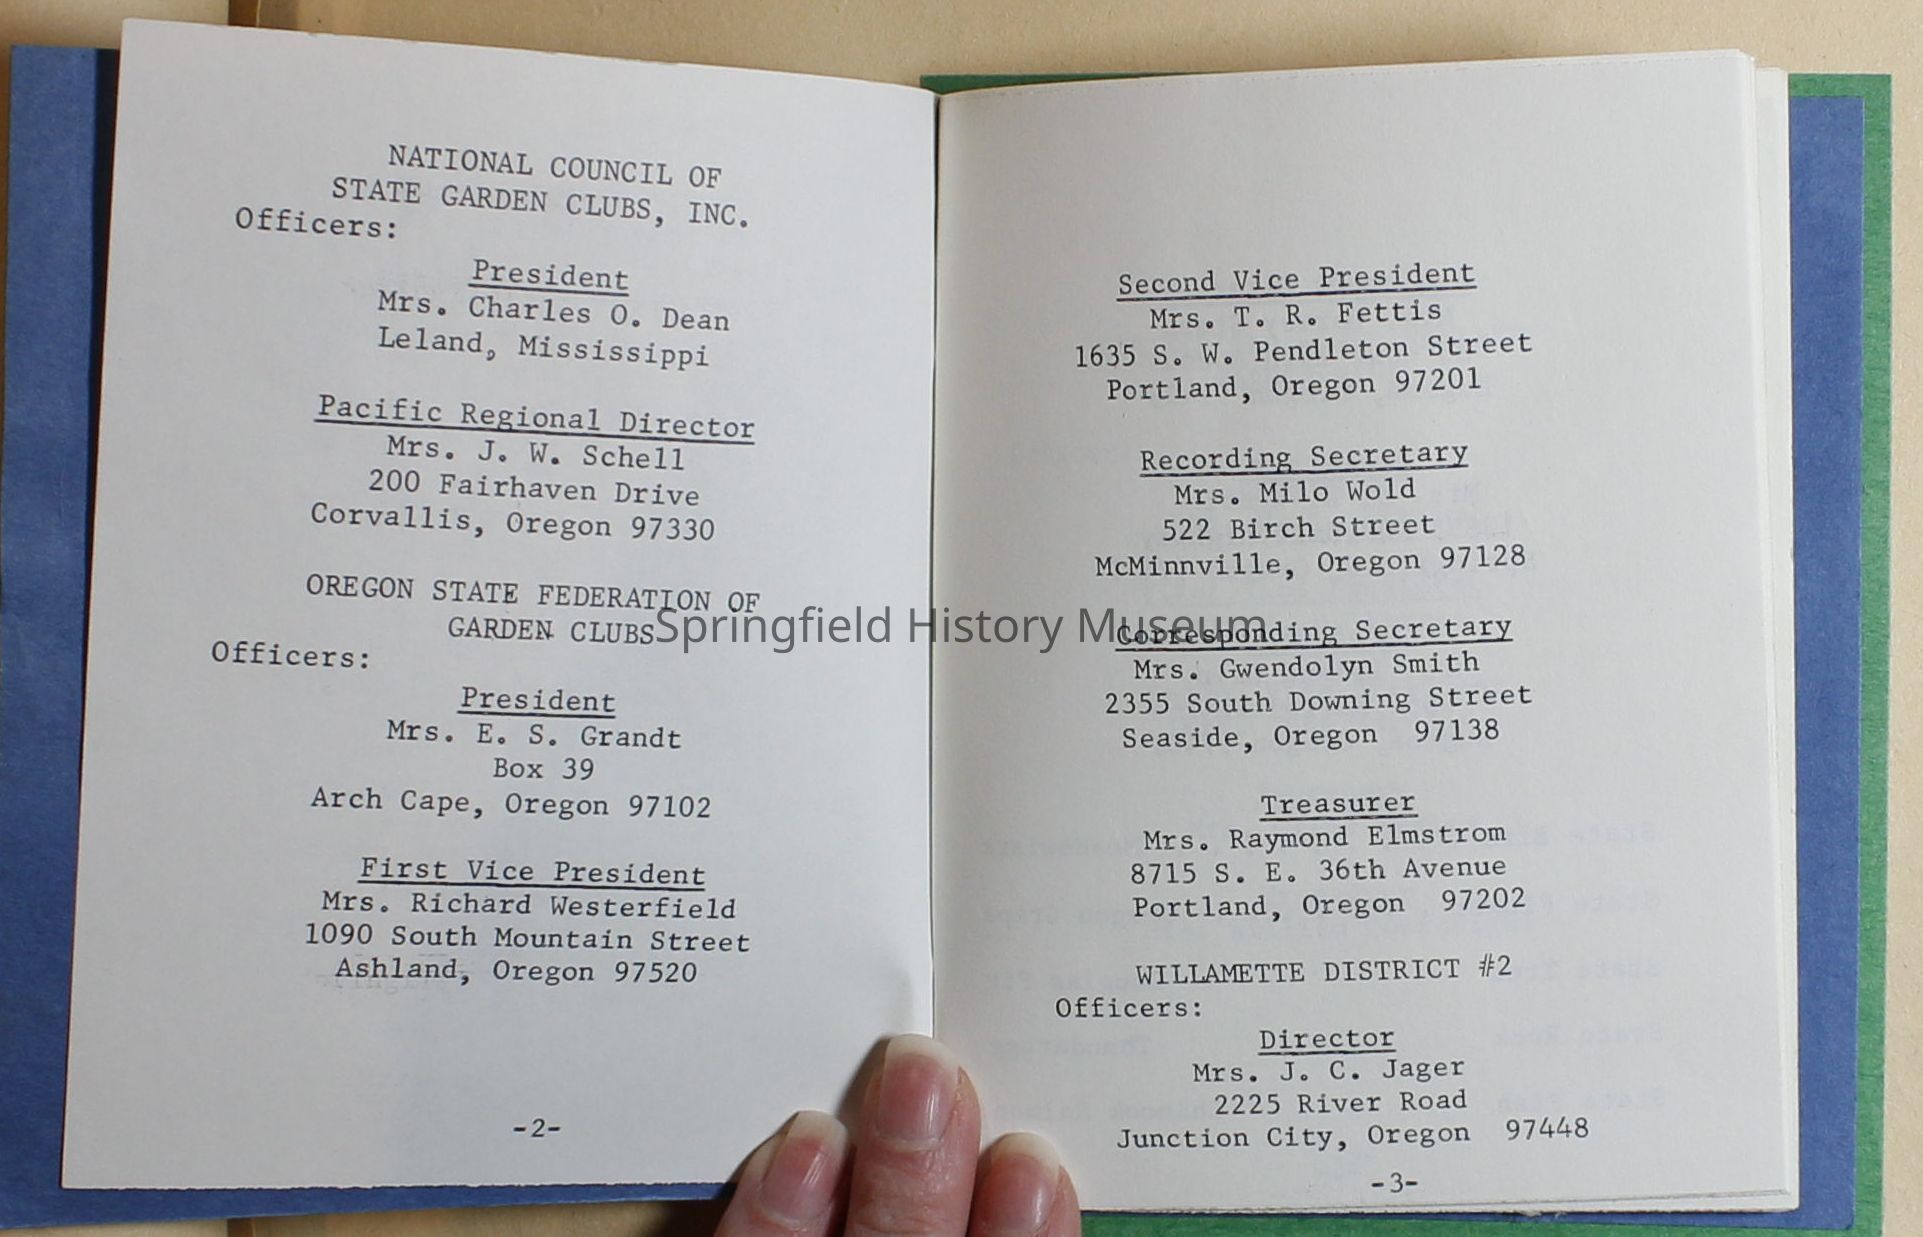 NATIONAL COUNCIL OF
STATE GARDEN CLUBS, INC.
Officers:
President
Mrs. Charles O. Dean
Leland, Mississippi
Pacific Regional Director
Mrs. J. W. Schell
200 Fairhaven Drive
Corvallis, Oregon 97330
OREGON STATE FEDERATION OF
GARDEN CLUBS
Officers:
President
Mrs. E. S. Grandt
Box 39
Arch Cape, Oregon 97102
First Vice President
Mrs. Richard Westerfield
1090 South Mountain Street
Ashland, Oregon 97520
-2-
Second Vice President
Mrs. T. R. Fettis
1635 S. W. Pendleton Street
Portland, Oregon 97201
Recording Secretary
Mrs. Milo Wold
522 Birch Street
McMinnville, Oregon 97128
Corresponding Secretary
Mrs. Gwendolyn Smith
2355 South Downing Street
Seaside, Oregon 97138
Treasurer
Mrs. Raymond Elmstrom
8715 S. E. 36th Avenue
Portland, Oregon 97202
WILLAMETTE DISTRICT #2
Officers:
Director
Mrs. J. C. Jager
2225 River Road
Junction City, Oregon 97448
-3-
Springfield History Museum